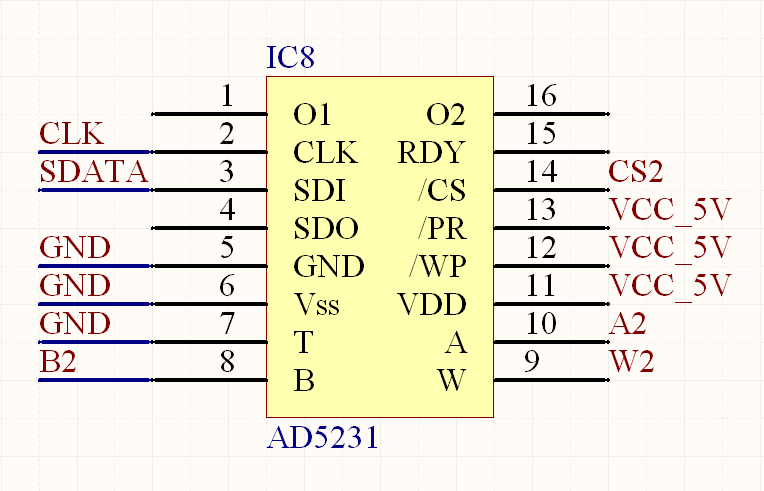 IC8
1 O1 O2 16
CLK 2 CLK RDY 15
SDATA 3 SDI /CS 14 CS2
4 SDO /PR 13 VCC_5V
GND 5 GND /WP 12 VCC_5V
GND 6 Vss VDD 11 VCC_5V
GND 7 T A 10 A2
B2 8 B W 9 W2
AD5231